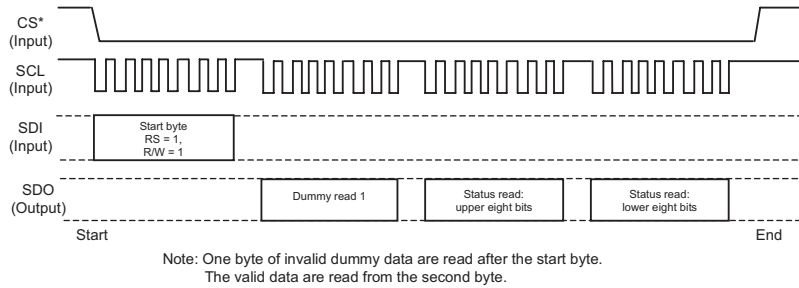 CS*
(Input)
SCL
(Input)
SDI
(Input)
Start byte
RS = 1,
R/W = 1
SDO
(Output)
Dummy read 1
Status read:
upper eight bits
Status read:
lower eight bits
Start
End
Note: One byte of invalid dummy data are read after the start byte.
The valid data are read from the second byte.